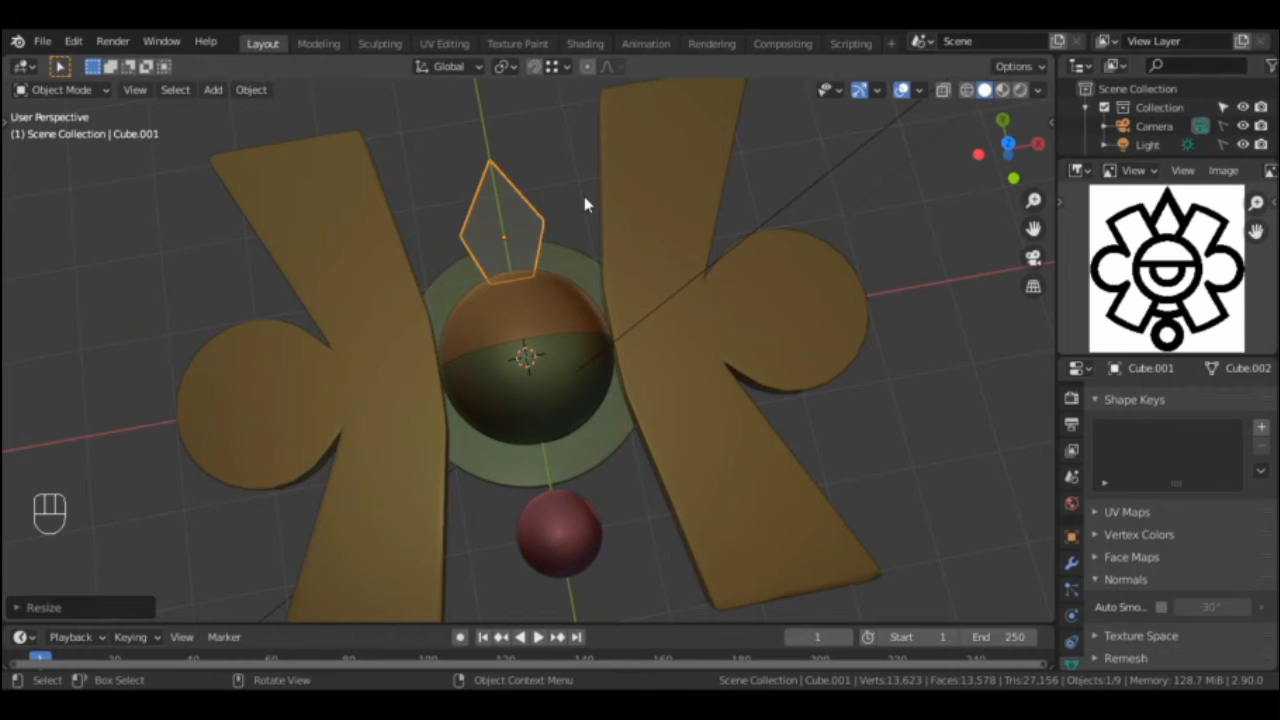 File Edit Render Window Help Layout Modeling Sculpting UV Editing Texture Paint Shading Animation Rendering Compositing Scripting + Scene View Layer
Global Options
Object Mode View Select Add Object
User Perspective
(1) Scene Collection | Cube.001
Scene Collection
Collection
Camera
Light
View View Image
Cube.001 Cube.002
Shape Keys
UV Maps
Vertex Colors
Face Maps
Normals
Auto Smo... 30°
Texture Space
Remesh
Resize
Playback Keying View Marker 1 Start 1 End 250
Select Box Select Rotate View Object Context Menu Scene Collection | Cube.001 | Verts:13,623 | Faces:13,578 | Tris:27,156 | Objects:1/9 | Memory: 128.7 MiB | 2.90.0